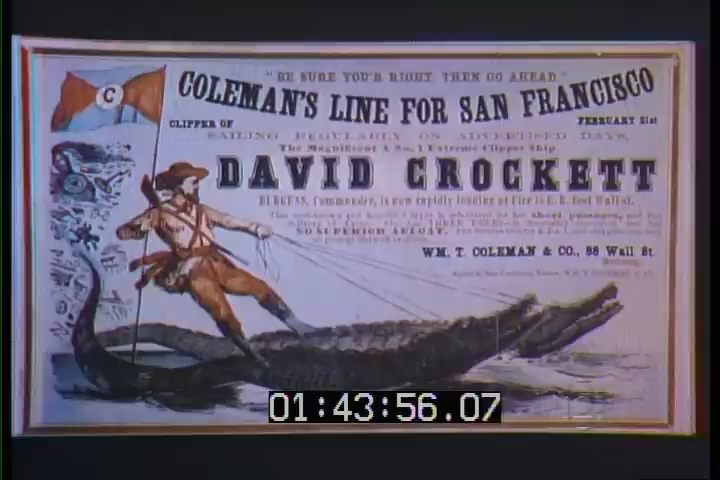 "BE SURE YOU'R RIGHT THEN GO AHEAD"
C
COLEMAN'S LINE FOR SAN FRANCISCO
CLIPPER OF FEBRUARY 21st
SAILING REGULARLY ON ADVERTISED DAYS,
The Magnificent A No. 1 Extreme Clipper Ship
DAVID CROCKETT
BURGESS, Commander, is now rapidly loading at Pier 15 E. R. foot Wall st.
short passages, and
NO SUPERIOR AFLOAT.
WM. T. COLEMAN & CO., 88 Wall St.
01:43:56.07